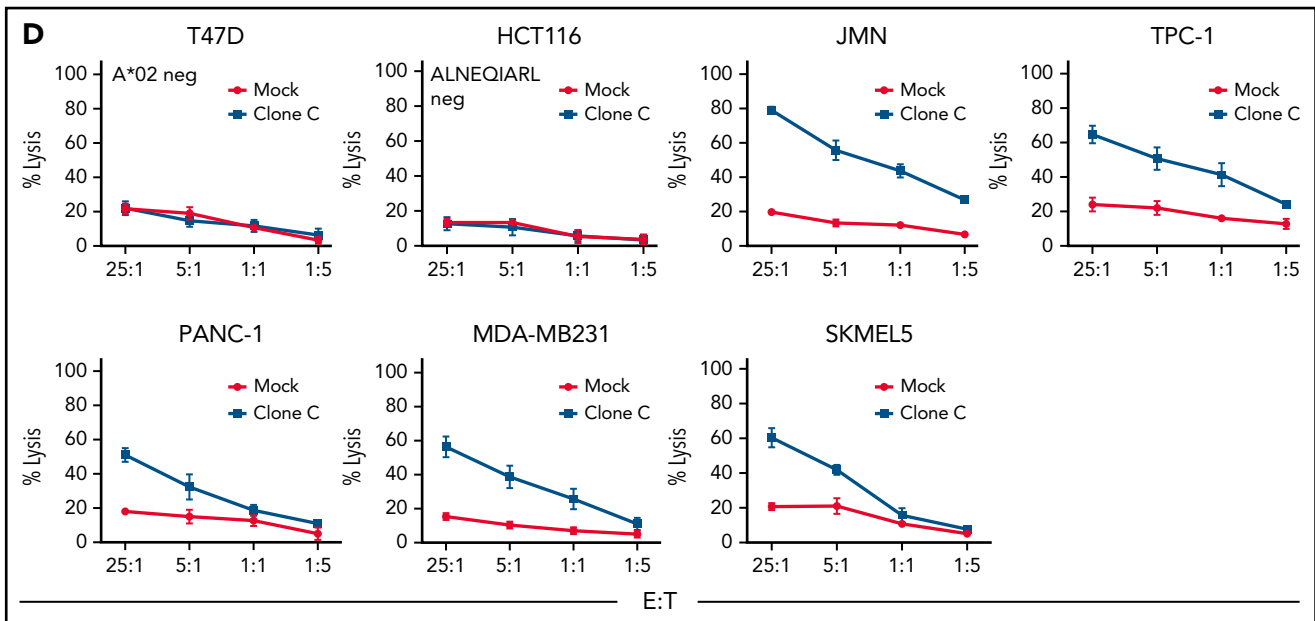 D
T47D
HCT116
JMN
TPC-1
100
80
60
40
20
0
% Lysis
A*02 neg
Mock
Clone C
25:1 5:1 1:1 1:5
100
80
60
40
20
0
% Lysis
ALNEQIARL
neg
Mock
Clone C
25:1 5:1 1:1 1:5
100
80
60
40
20
0
% Lysis
Mock
Clone C
25:1 5:1 1:1 1:5
100
80
60
40
20
0
% Lysis
Mock
Clone C
25:1 5:1 1:1 1:5
PANC-1
MDA-MB231
SKMEL5
100
80
60
40
20
0
% Lysis
Mock
Clone C
25:1 5:1 1:1 1:5
100
80
60
40
20
0
% Lysis
Mock
Clone C
25:1 5:1 1:1 1:5
100
80
60
40
20
0
% Lysis
Mock
Clone C
25:1 5:1 1:1 1:5
E:T